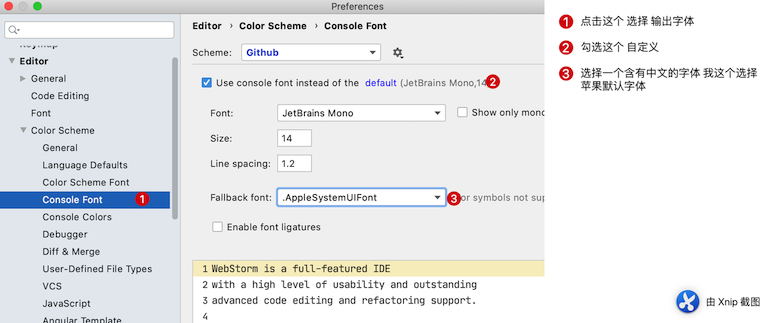 Preferences
Editor › Color Scheme › Console Font
Scheme: Github
Editor
General
Code Editing
Font
Color Scheme
General
Language Defaults
Color Scheme Font
Console Font 1
Console Colors
Debugger
Diff & Merge
User-Defined File Types
VCS
JavaScript
Angular Template
Use console font instead of the default (JetBrains Mono,14 2
Font: JetBrains Mono Show only mono
Size: 14
Line spacing: 1.2
Fallback font: .AppleSystemUIFont 3 or symbols not sup
Enable font ligatures
1 WebStorm is a full-featured IDE
2 with a high level of usability and outstanding
3 advanced code editing and refactoring support.
4
1 点击这个 选择 输出字体
2 勾选这个 自定义
3 选择一个含有中文的字体 我这个选择
苹果默认字体
由 Xnip 截图